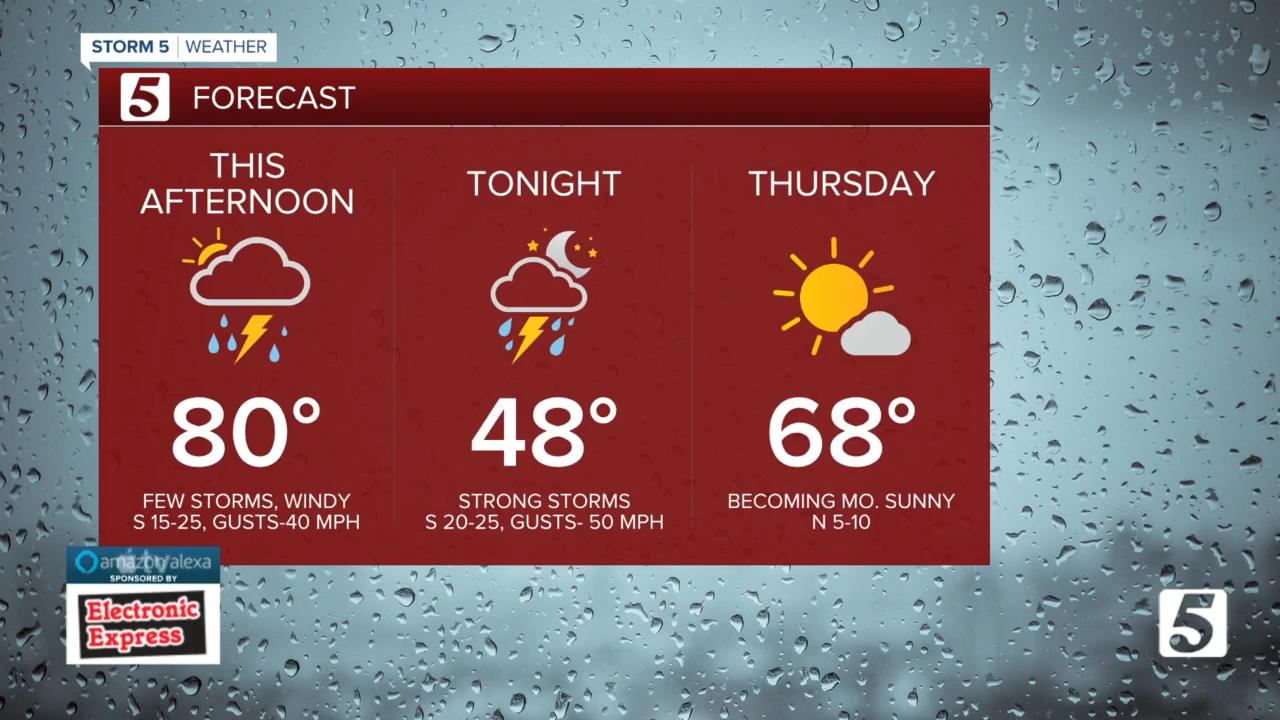 STORM 5 | WEATHER
5 FORECAST
THIS
AFTERNOON
80°
FEW STORMS, WINDY
S 15-25, GUSTS-40 MPH
TONIGHT
48°
STRONG STORMS
S 20-25, GUSTS- 50 MPH
THURSDAY
68°
BECOMING MO. SUNNY
N 5-10
amazon alexa
SPONSORED BY
Electronic
Express
5